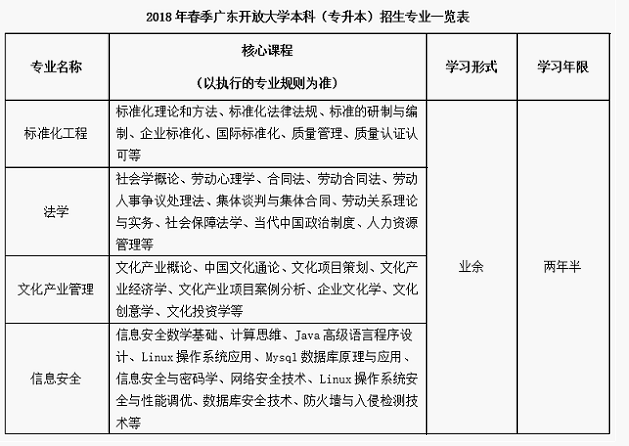 2018年春季广东开放大学本科（专升本）招生专业一览表
专业名称
核心课程
（以执行的专业规则为准）
学习形式
学习年限
标准化工程
标准化理论和方法、标准化法律法规、标准的研制与编
制、企业标准化、国际标准化、质量管理、质量认证认
可等
法学
社会学概论、劳动心理学、合同法、劳动合同法、劳动
人事争议处理法、集体谈判与集体合同、劳动关系理论
与实务、社会保障法学、当代中国政治制度、人力资源
管理等
业余
两年半
文化产业管理
文化产业概论、中国文化通论、文化项目策划、文化产
业经济学、文化产业项目案例分析、企业文化学、文化
创意学、文化投资学等
信息安全
信息安全数学基础、计算思维、Java高级语言程序设
计、Linux操作系统应用、Mysql数据库原理与应用、
信息安全与密码学、网络安全技术、Linux操作系统安
全与性能调优、数据库安全技术、防火墙与入侵检测技
术等